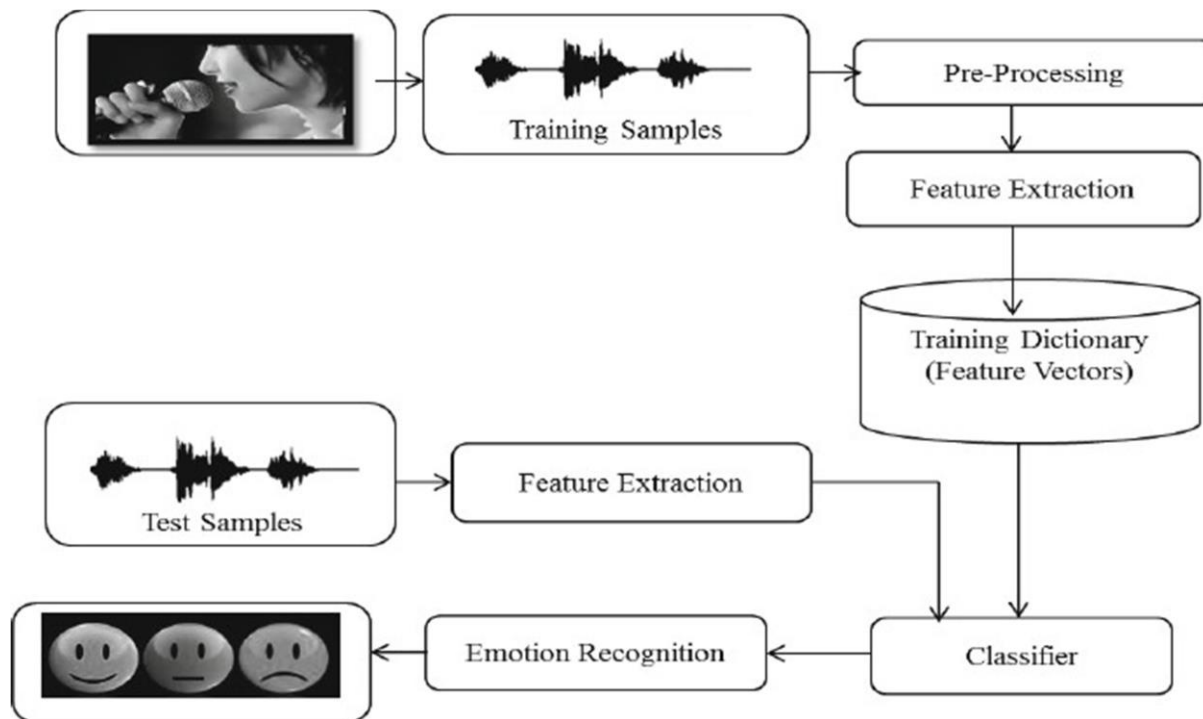 Training Samples
Pre-Processing
Feature Extraction
Training Dictionary
(Feature Vectors)
Test Samples
Feature Extraction
Emotion Recognition
Classifier